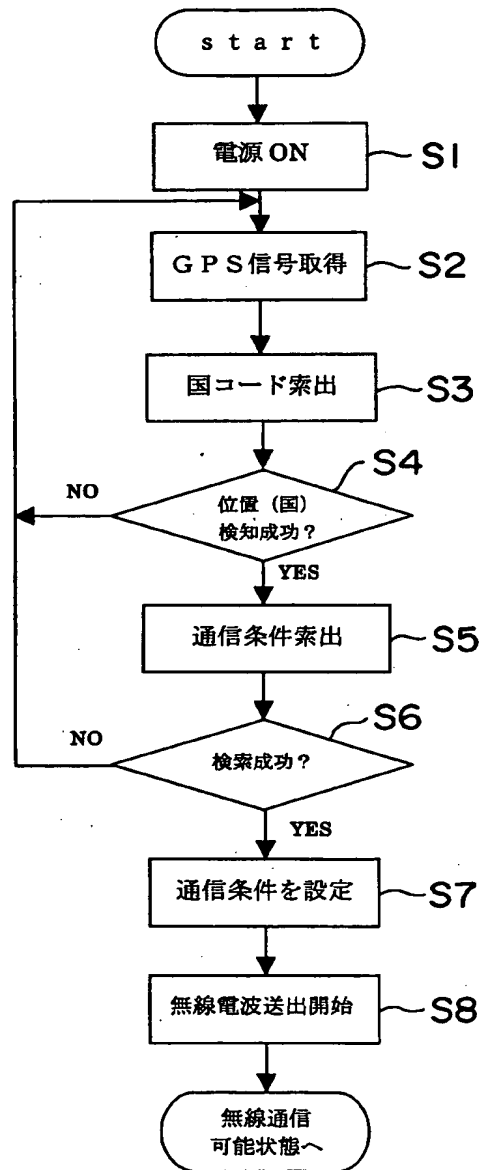 ｓｔａｒｔ
電源 ON
S1
ＧＰＳ信号取得
S2
国コード索出
S3
S4
NO
位置（国）
検知成功？
YES
通信条件索出
S5
S6
NO
検索成功？
YES
通信条件を設定
S7
無線電波送出開始
S8
無線通信
可能状態へ